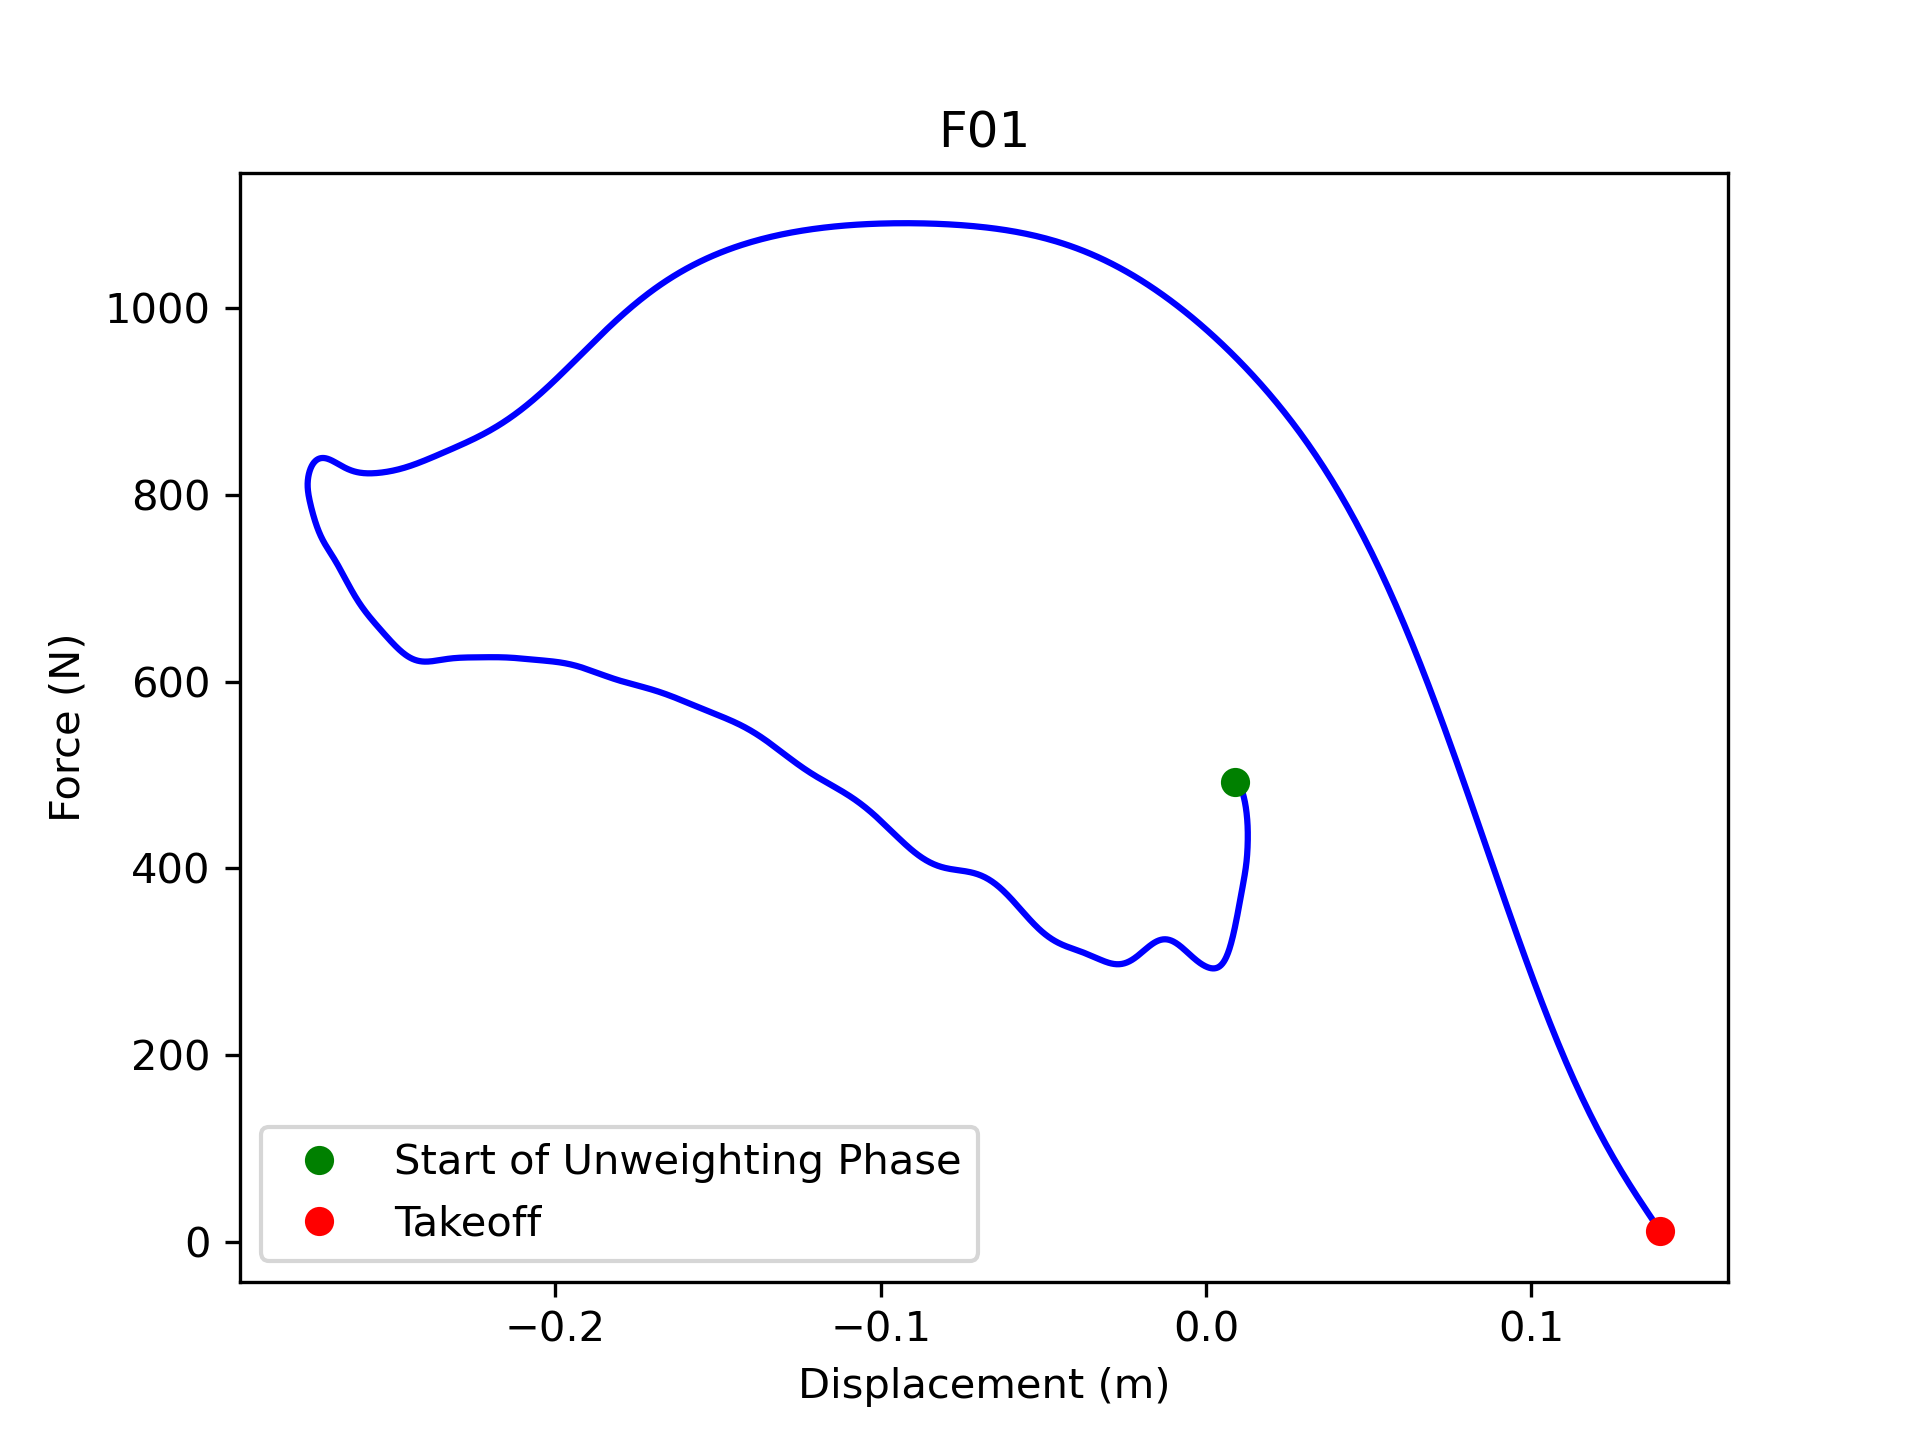 F01
Force (N)
1000
800
600
400
200
0
Start of Unweighting Phase
Takeoff
−0.2
−0.1
0.0
0.1
Displacement (m)